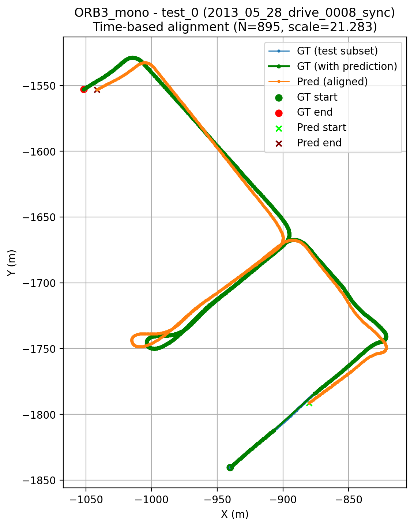 ORB3_mono - test_0 (2013_05_28_drive_0008_sync)
Time-based alignment (N=895, scale=21.283)
GT (test subset)
GT (with prediction)
Pred (aligned)
GT start
GT end
Pred start
Pred end
Y (m)
−1550
−1600
−1650
−1700
−1750
−1800
−1850
−1050
−1000
−950
−900
−850
X (m)